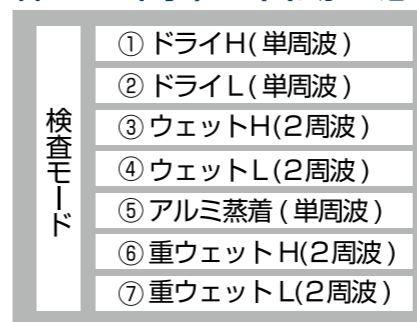 検査モード
① ドライH(単周波)
② ドライL(単周波)
③ ウェットH(2周波)
④ ウェットL(2周波)
⑤ アルミ蒸着(単周波)
⑥ 重ウェットH(2周波)
⑦ 重ウェットL(2周波)